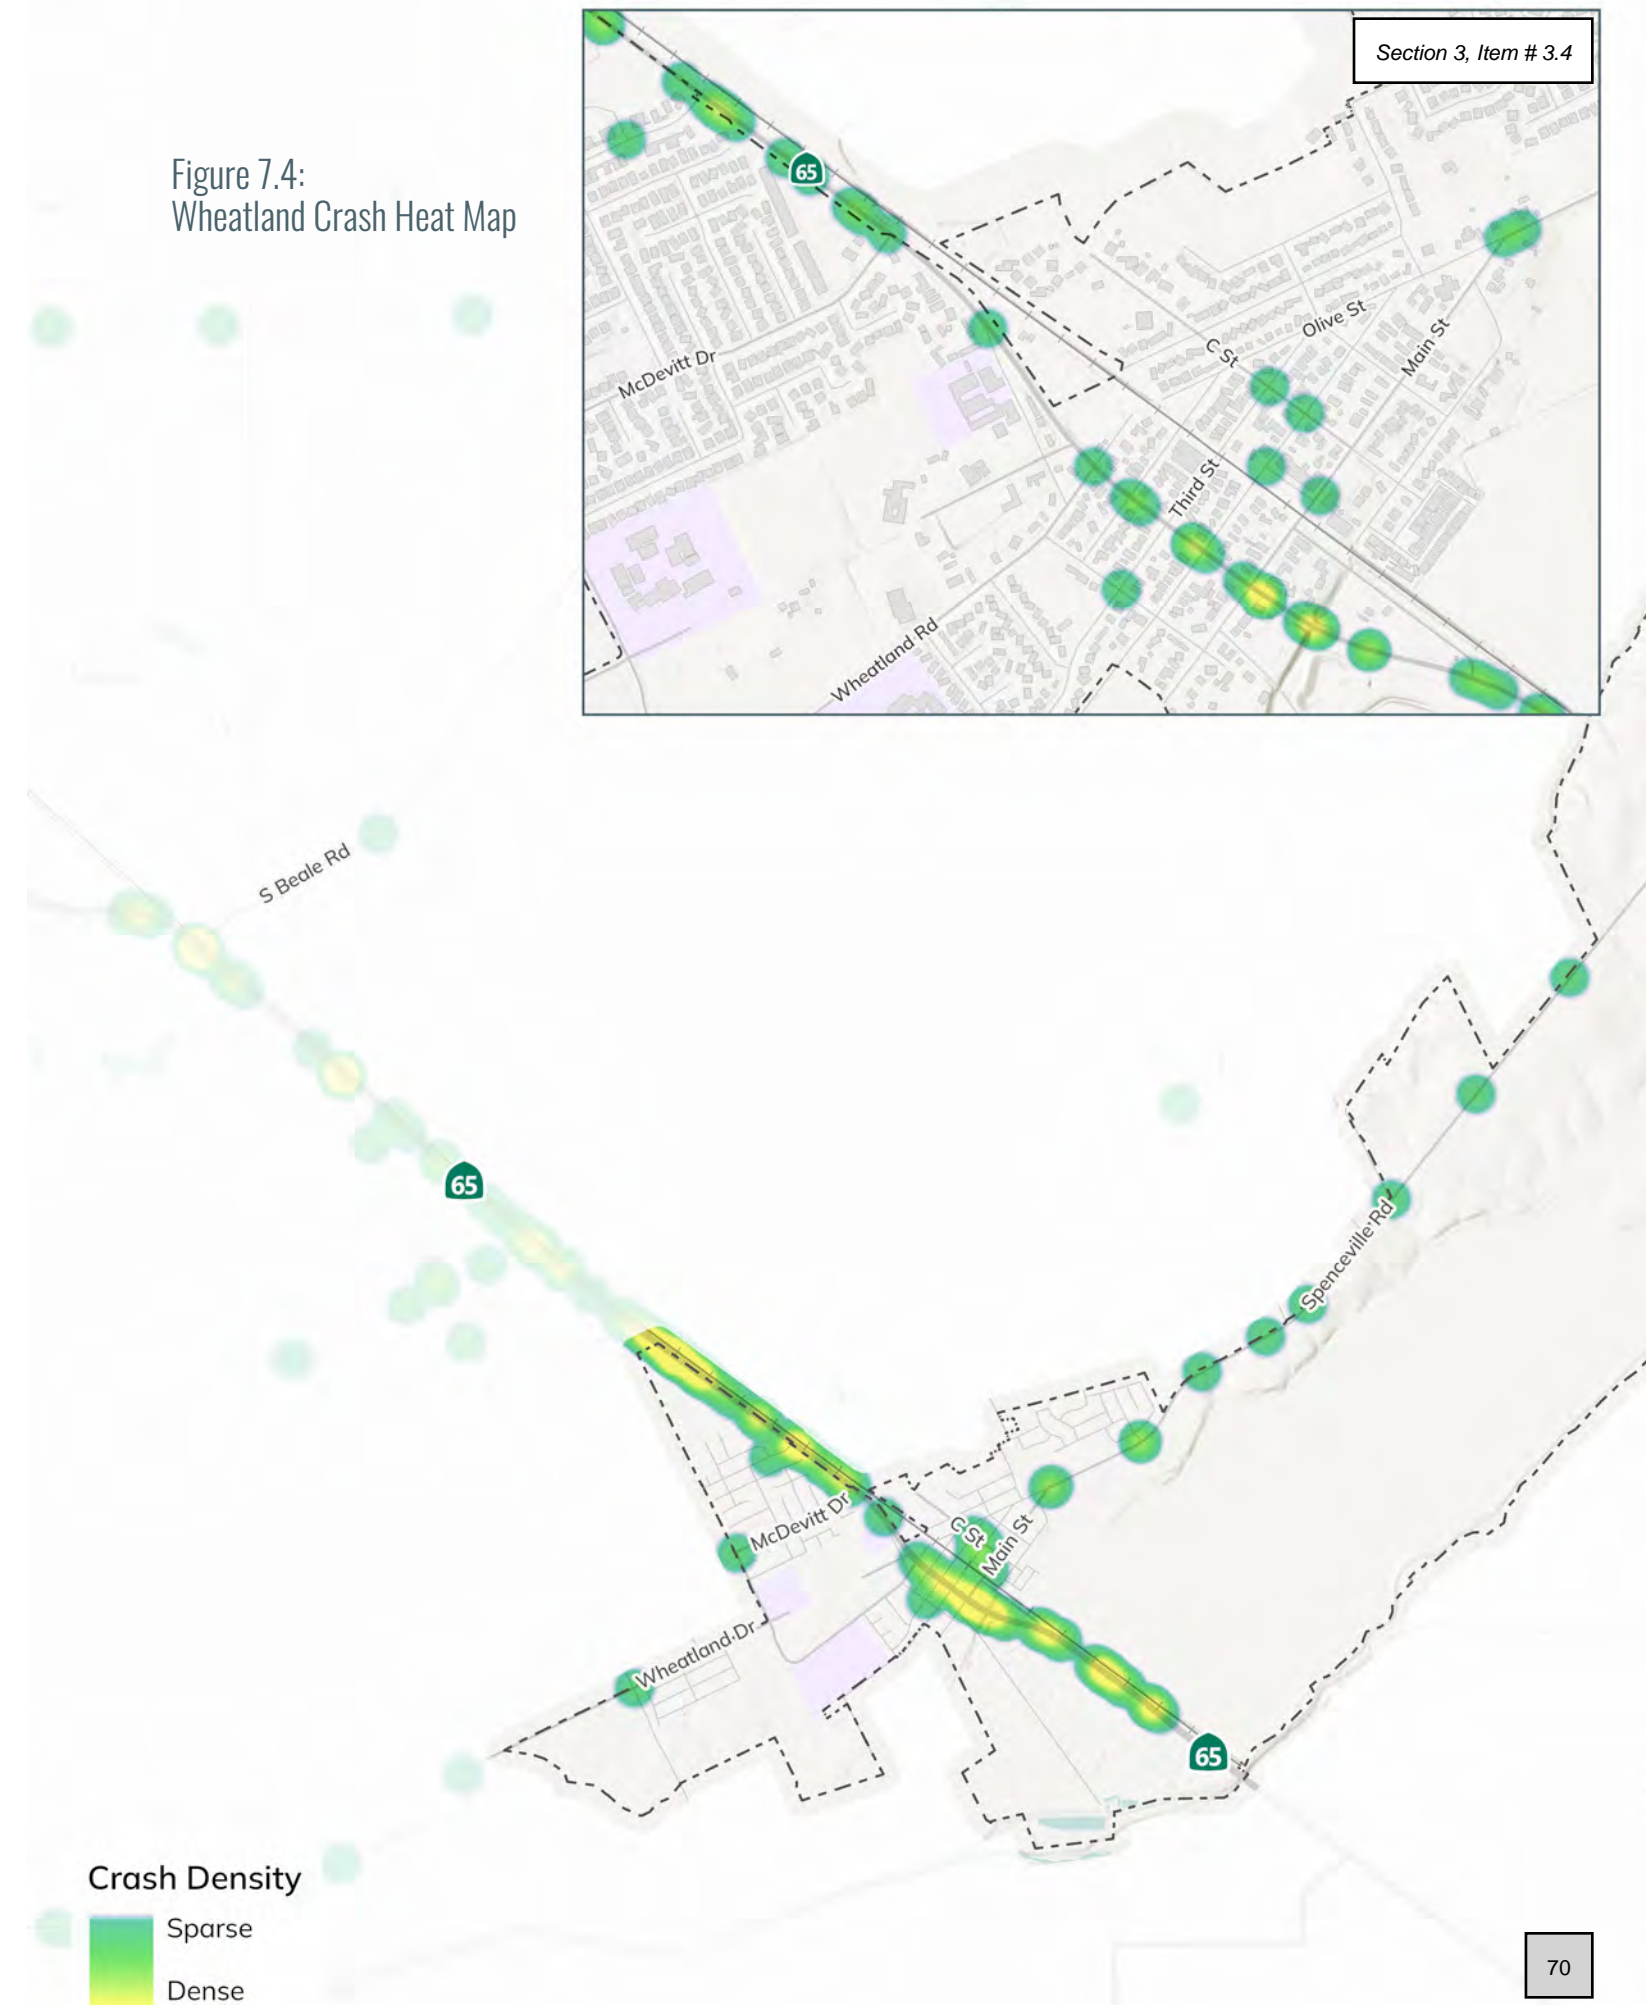 Section 3, Item # 3.4
Figure 7.4:
Wheatland Crash Heat Map
65
McDevitt Dr
C St
Olive St
Main St
Third St
Wheatland Rd
S Beale Rd
65
Spenceville Rd
McDevitt Dr
C St
Main St
Wheatland Dr
65
Crash Density
Sparse
Dense
70